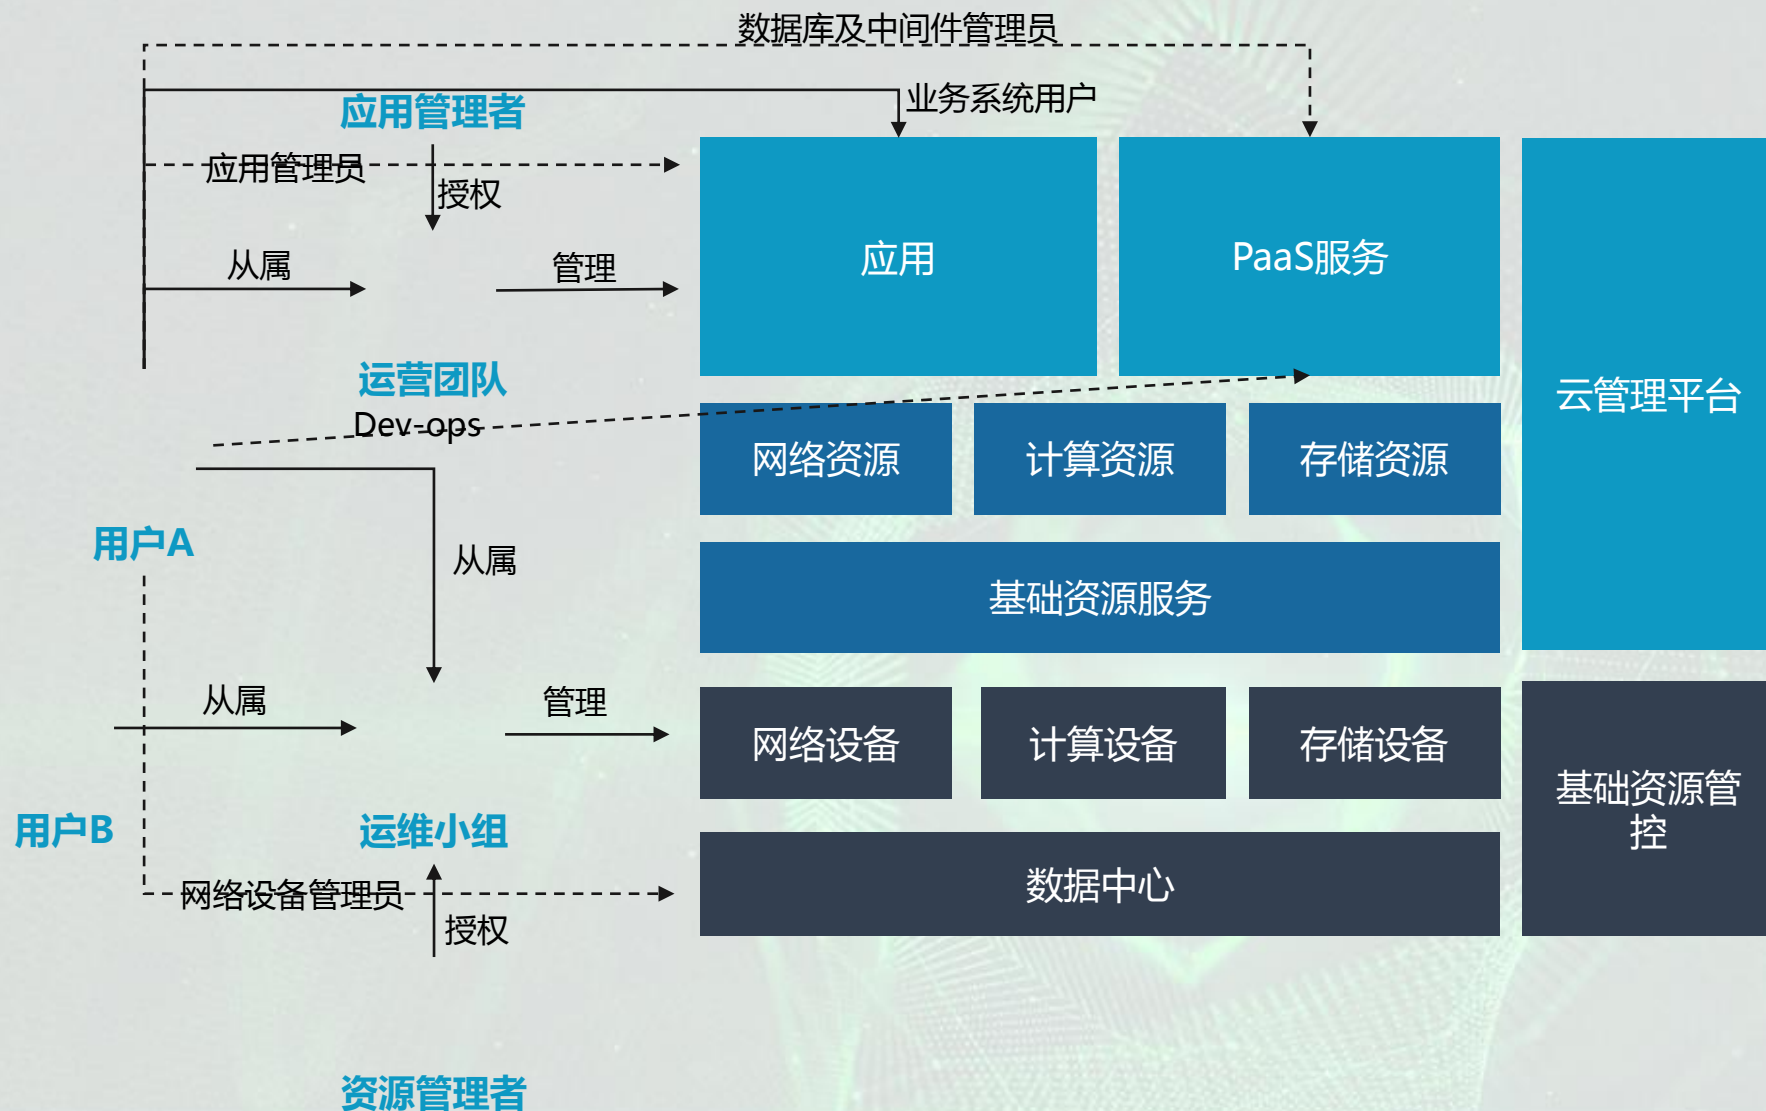 数据库及中间件管理员
业务系统用户
应用管理者
应用管理员
授权
从属
管理
应用
PaaS服务
云管理平台
运营团队
Dev-ops
网络资源
计算资源
存储资源
用户A
从属
基础资源服务
从属
管理
网络设备
计算设备
存储设备
基础资源管
控
用户B
运维小组
网络设备管理员
授权
数据中心
资源管理者